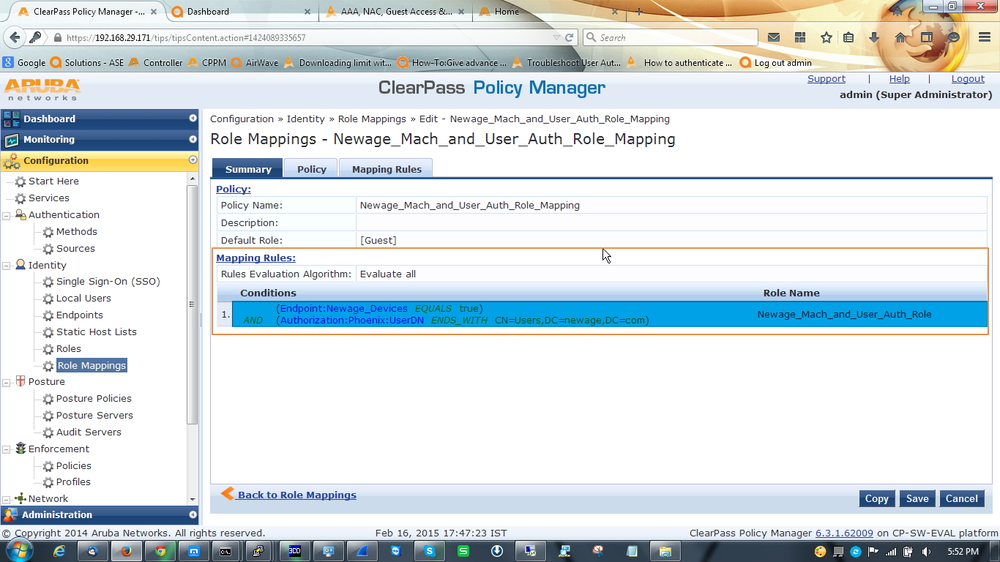 ClearPass Policy Manager -...
Dashboard
AAA, NAC, Guest Access &...
Home
https://192.168.29.171/tips/tipsContent.action#1424089335657
Search
Google
Solutions - ASE
Controller
CPPM
AirWave
Downloading limit wit...
How-To:Give advance ...
Troubleshoot User Aut...
How to authenticate ...
Log out admin
ARUBA
networks
ClearPass Policy Manager
Support | Help | Logout
admin (Super Administrator)
Dashboard
Monitoring
Configuration
Start Here
Services
Authentication
Methods
Sources
Identity
Single Sign-On (SSO)
Local Users
Endpoints
Static Host Lists
Roles
Role Mappings
Posture
Posture Policies
Posture Servers
Audit Servers
Enforcement
Policies
Profiles
Network
Administration
Configuration » Identity » Role Mappings » Edit - Newage_Mach_and_User_Auth_Role_Mapping
Role Mappings - Newage_Mach_and_User_Auth_Role_Mapping
Summary
Policy
Mapping Rules
Policy:
Policy Name: Newage_Mach_and_User_Auth_Role_Mapping
Description:
Default Role: [Guest]
Mapping Rules:
Rules Evaluation Algorithm: Evaluate all
Conditions Role Name
1. (Endpoint:Newage_Devices EQUALS true)
AND (Authorization:Phoenix:UserDN ENDS_WITH CN=Users,DC=newage,DC=com)
Newage_Mach_and_User_Auth_Role
Back to Role Mappings
Copy
Save
Cancel
© Copyright 2014 Aruba Networks. All rights reserved.
Feb 16, 2015 17:47:23 IST
ClearPass Policy Manager 6.3.1.62009 on CP-SW-EVAL platform
5:52 PM